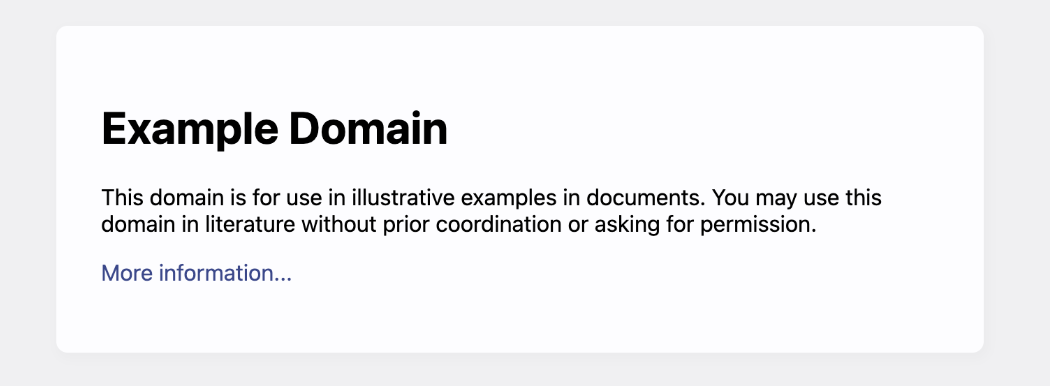 Example Domain
This domain is for use in illustrative examples in documents. You may use this
domain in literature without prior coordination or asking for permission.
More information...